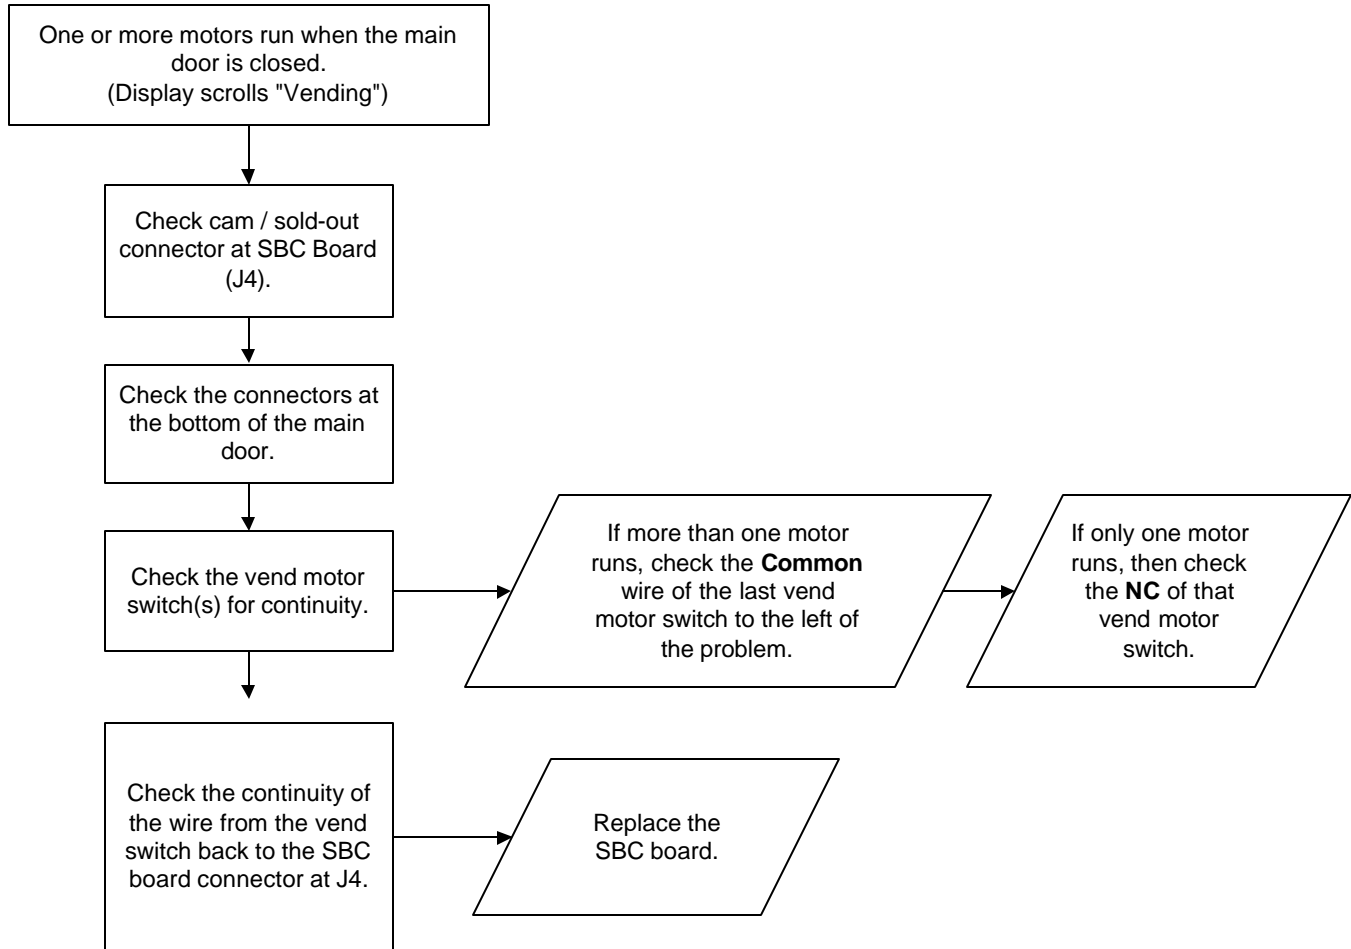 One or more motors run when the main
door is closed.
(Display scrolls "Vending")
Check cam / sold-out
connector at SBC Board
(J4).
Check the connectors at
the bottom of the main
door.
Check the vend motor
switch(s) for continuity.
If more than one motor
runs, check the Common
wire of the last vend
motor switch to the left of
the problem.
If only one motor
runs, then check
the NC of that
vend motor
switch.
Check the continuity of
the wire from the vend
switch back to the SBC
board connector at J4.
Replace the
SBC board.